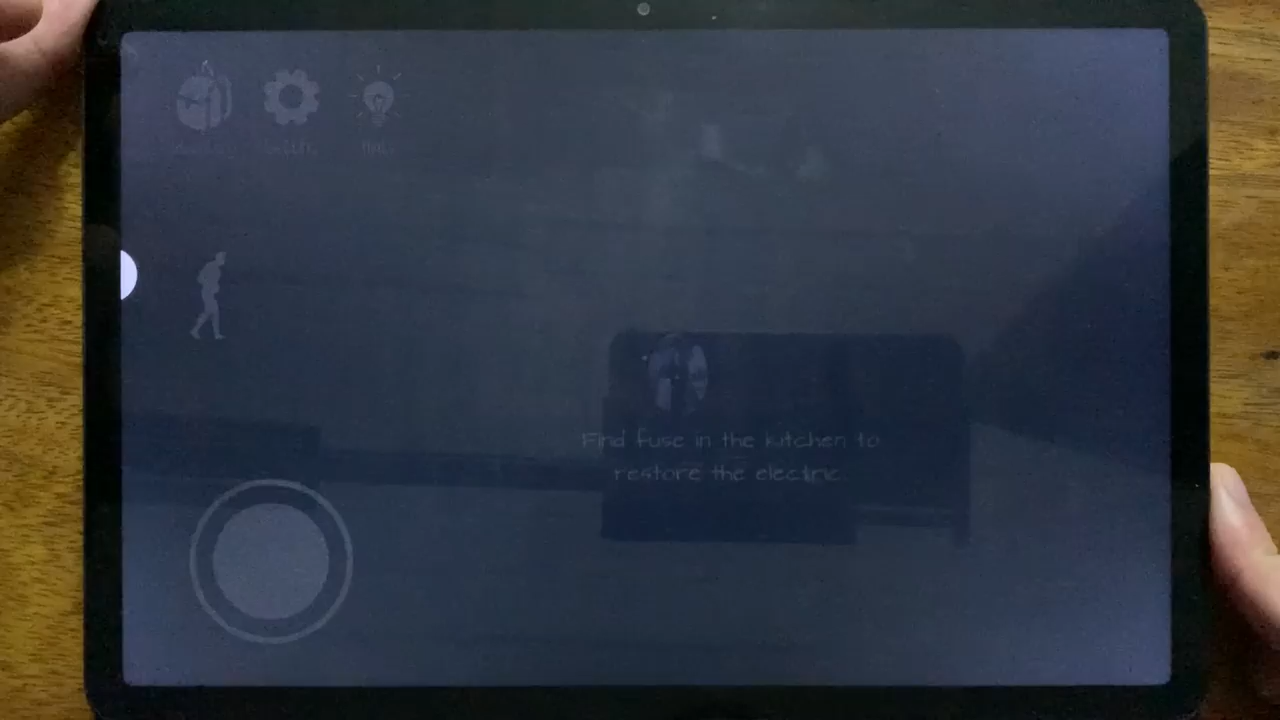 Find fuse in the kitchen to
restore the electric